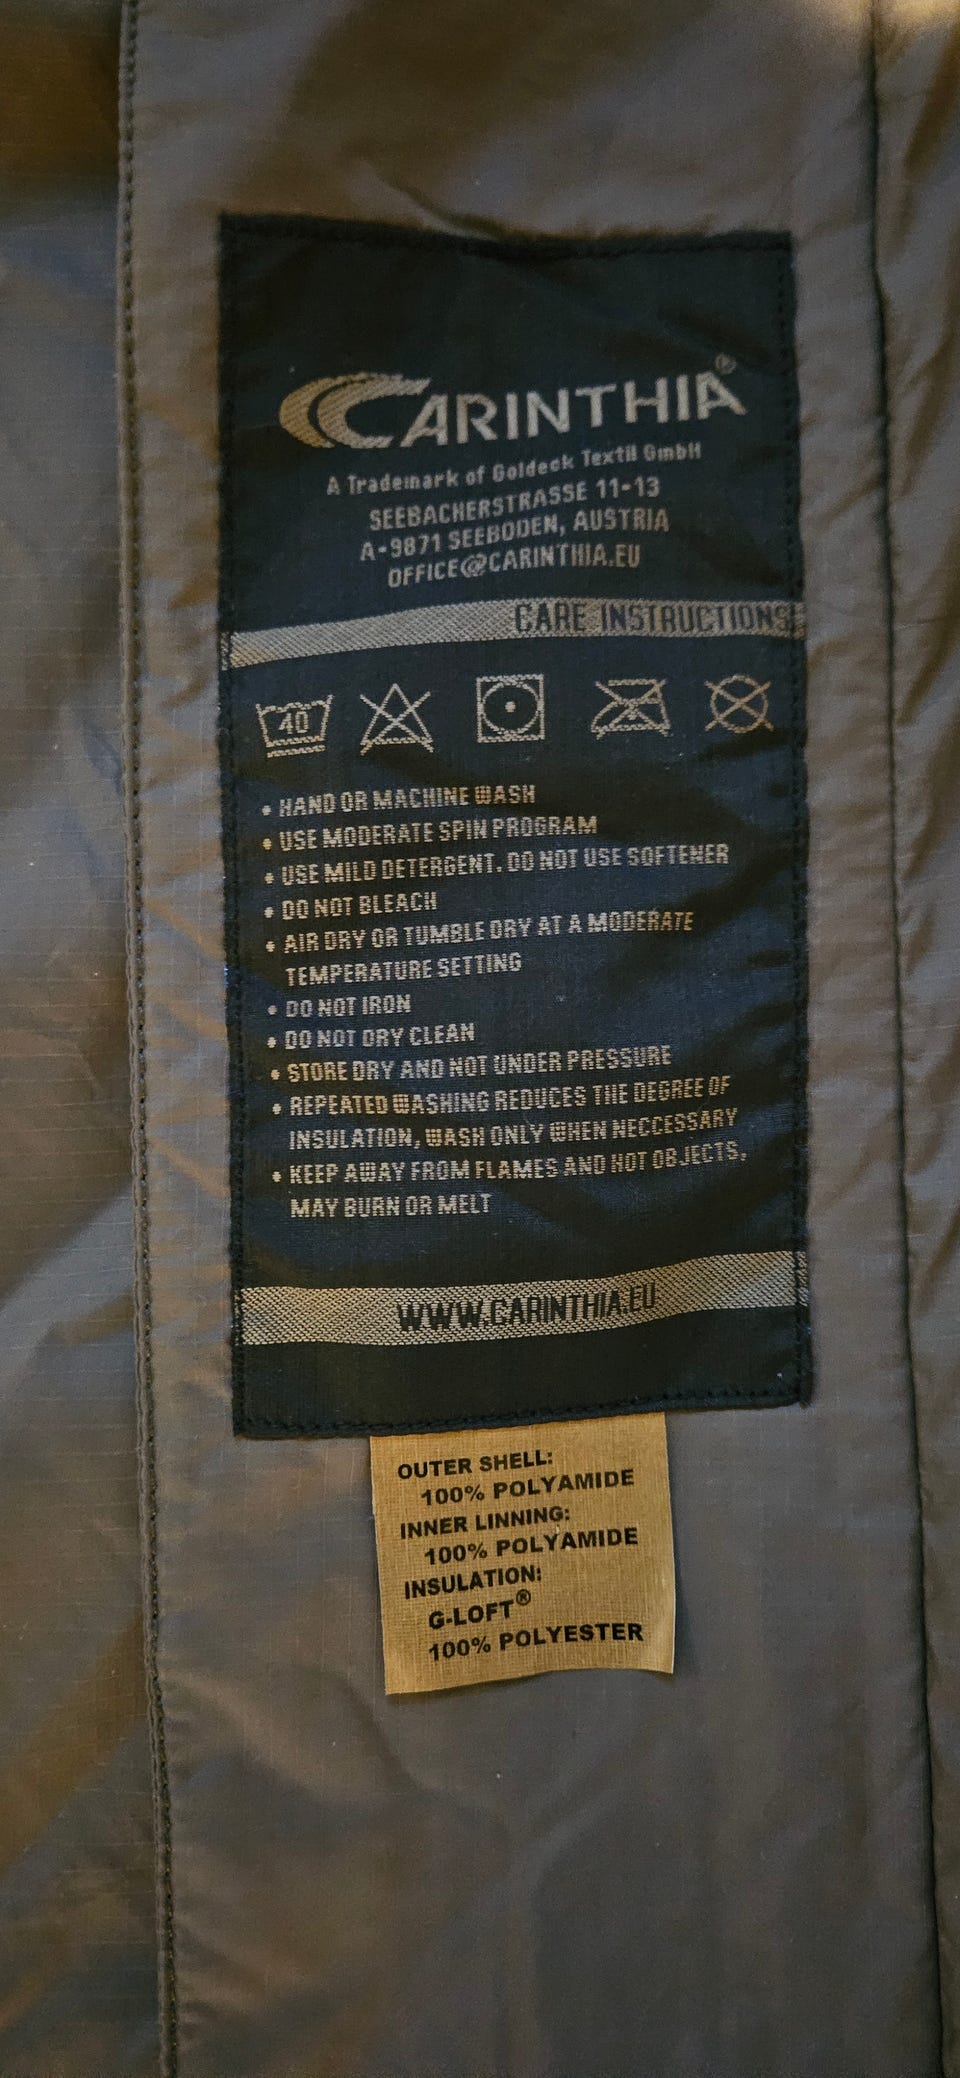 CARINTHIA®
A Trademark of Goldeck Textil GmbH
SEEBACHERSTRASSE 11-13
A-9871 SEEBODEN, AUSTRIA
OFFICE@CARINTHIA.EU
CARE INSTRUCTIONS
40
• HAND OR MACHINE WASH
• USE MODERATE SPIN PROGRAM
• USE MILD DETERGENT. DO NOT USE SOFTENER
• DO NOT BLEACH
• AIR DRY OR TUMBLE DRY AT A MODERATE
TEMPERATURE SETTING
• DO NOT IRON
• DO NOT DRY CLEAN
• STORE DRY AND NOT UNDER PRESSURE
• REPEATED WASHING REDUCES THE DEGREE OF
INSULATION, WASH ONLY WHEN NECCESSARY
• KEEP AWAY FROM FLAMES AND HOT OBJECTS,
MAY BURN OR MELT
WWW.CARINTHIA.EU
OUTER SHELL:
100% POLYAMIDE
INNER LINNING:
100% POLYAMIDE
INSULATION:
G-LOFT®
100% POLYESTER